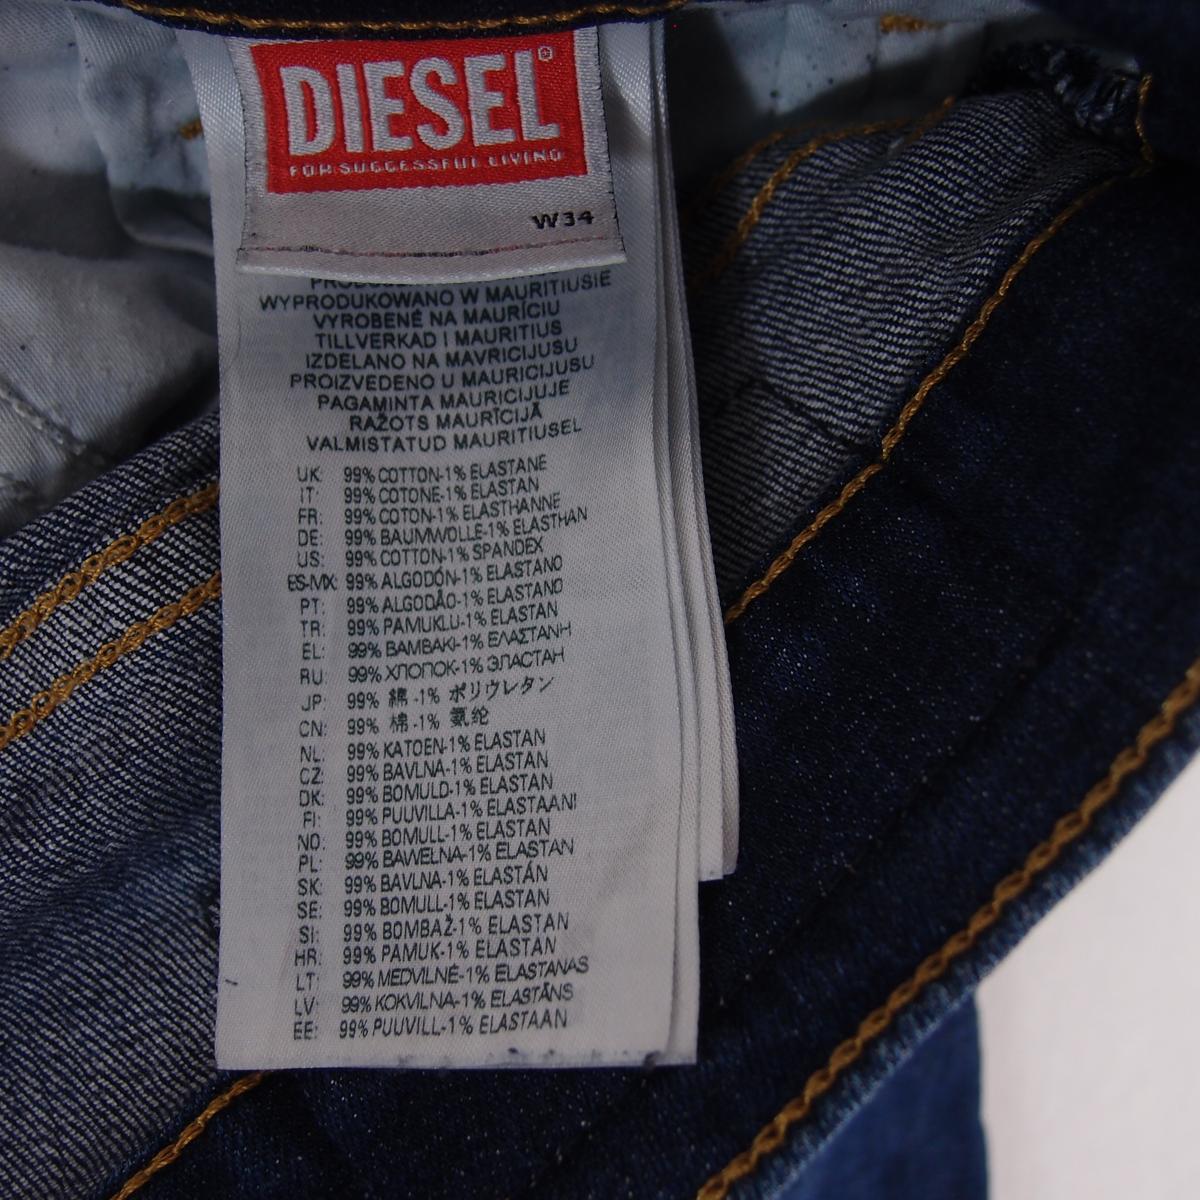 DIESEL®
FOR SUCCESSFUL LIVING
W34
WYPRODUKOWANO W MAURITIUSIE
VYROBENÉ NA MAURÍCIU
TILLVERKAD I MAURITIUS
IZDELANO NA MAVRICIJUSU
PROIZVEDENO U MAURICIJUSU
PAGAMINTA MAURICIJUJE
RAŽOTS MAURĪCIJĀ
VALMISTATUD MAURITIUSEL
UK: 99% COTTON-1% ELASTANE
IT: 99% COTONE-1% ELASTAN
FR: 99% COTON-1% ELASTHANNE
DE: 99% BAUMWOLLE-1% ELASTHAN
US: 99% COTTON-1% SPANDEX
ES-MX: 99% ALGODÓN-1% ELASTANO
PT: 99% ALGODÃO-1% ELASTANO
TR: 99% PAMUKLU-1% ELASTAN
EL: 99% ΒΑΜΒΑΚΙ-1% ΕΛΑΣΤΑΝΗ
RU: 99% ХЛОПОК-1% ЭЛАСТАН
JP: 99% 綿 -1% ポリウレタン
CN: 99% 棉 -1% 氨纶
NL: 99% KATOEN-1% ELASTAN
CZ: 99% BAVLNA-1% ELASTAN
DK: 99% BOMULD-1% ELASTAN
FI: 99% PUUVILLA-1% ELASTAANI
NO: 99% BOMULL-1% ELASTAN
PL: 99% BAWEŁNA-1% ELASTAN
SK: 99% BAVLNA-1% ELASTÁN
SE: 99% BOMULL-1% ELASTAN
SI: 99% BOMBAŽ-1% ELASTAN
HR: 99% PAMUK-1% ELASTAN
LT: 99% MEDVILNĖ-1% ELASTANAS
LV: 99% KOKVILNA-1% ELASTĀNS
EE: 99% PUUVILL-1% ELASTAAN